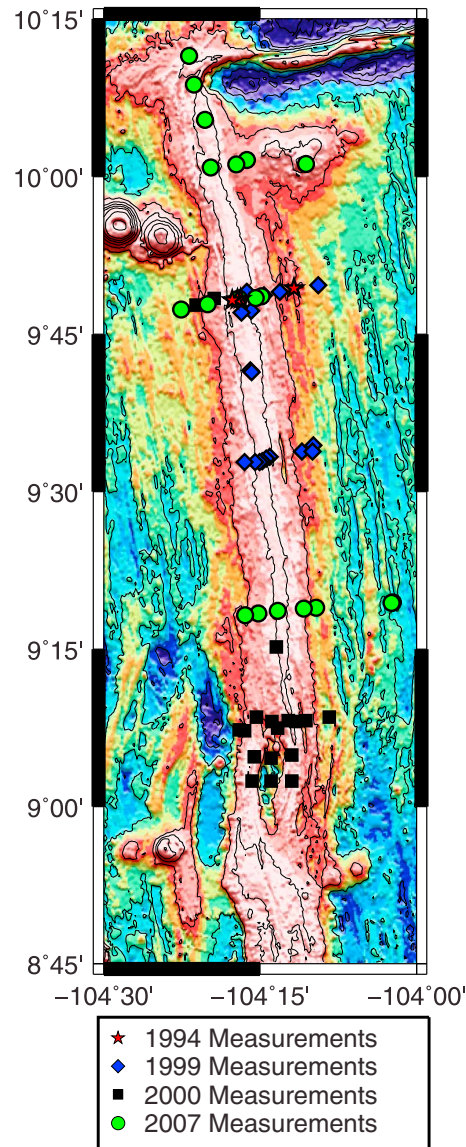 10˚15'
10˚00'
9˚45'
9˚30'
9˚15'
9˚00'
8˚45'
−104˚30' −104˚15' −104˚00'
1994 Measurements
1999 Measurements
2000 Measurements
2007 Measurements